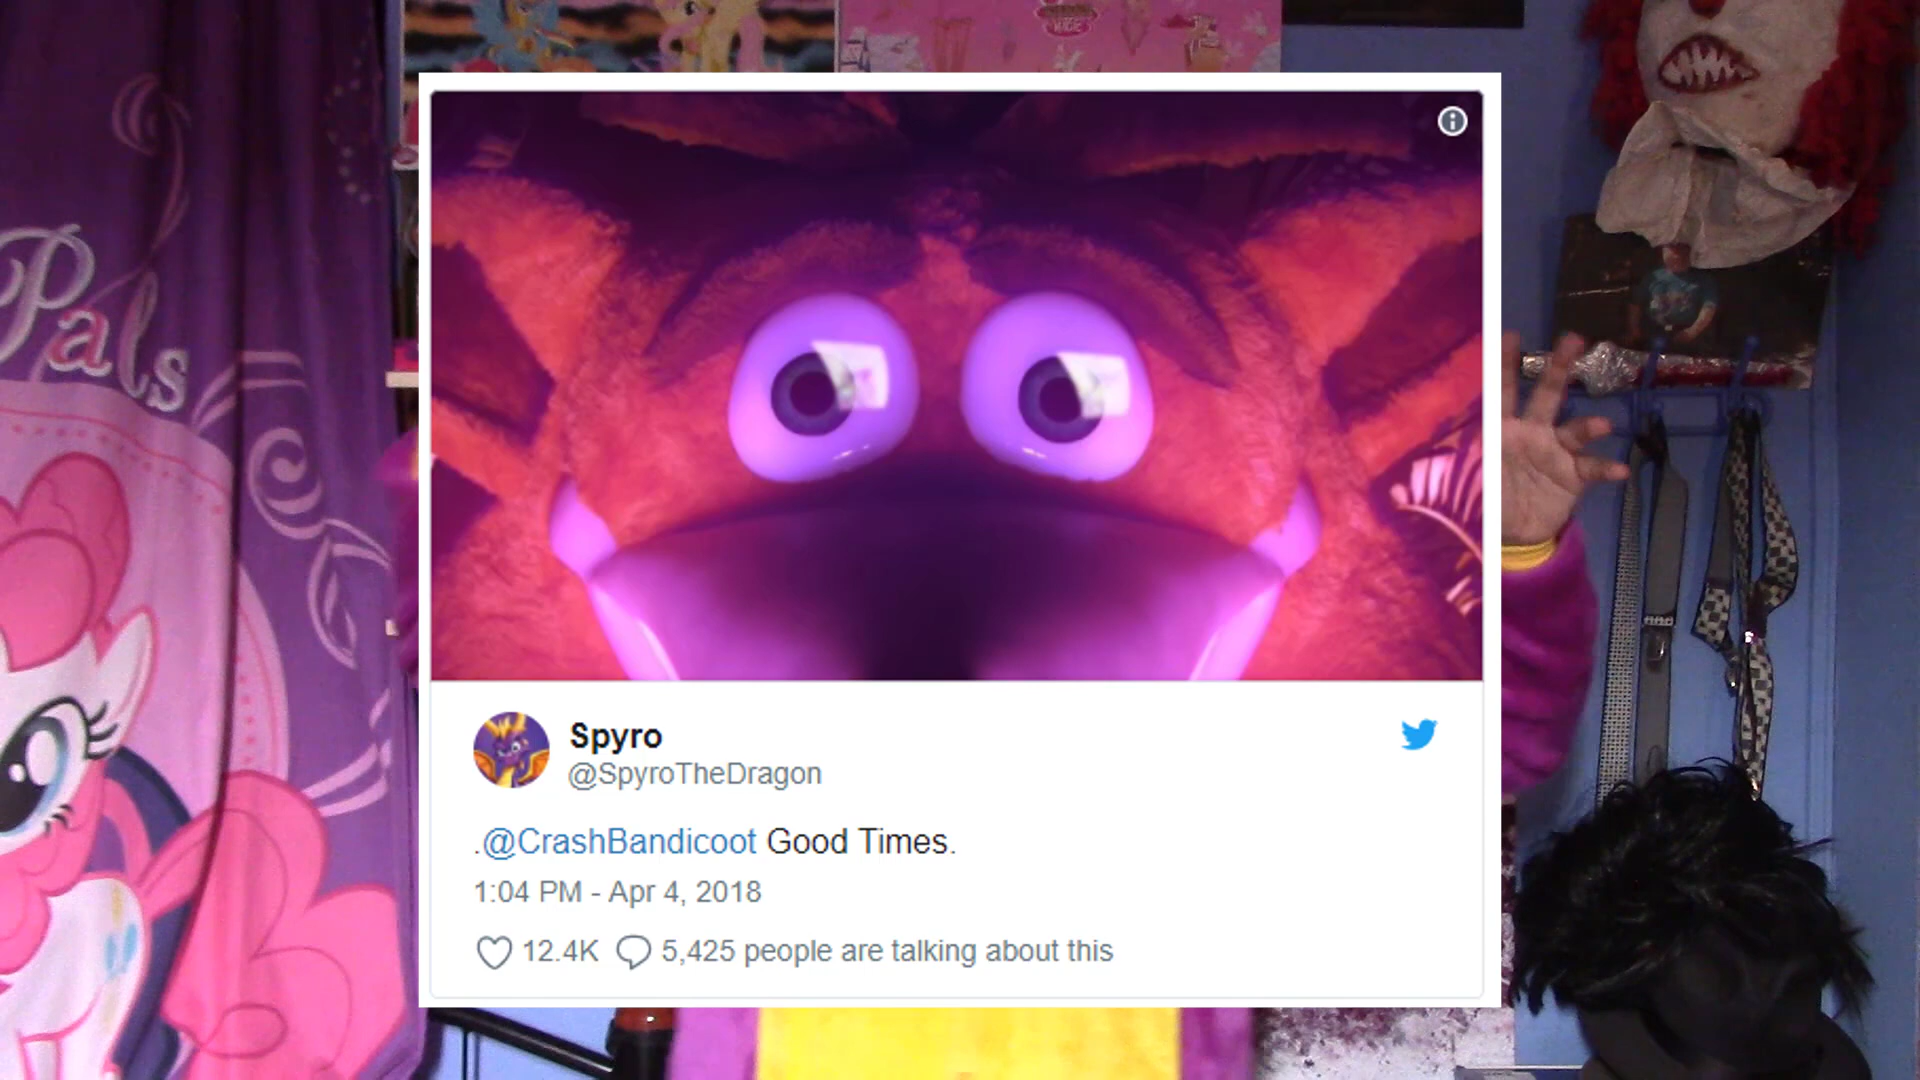 Pals
Spyro
@SpyroTheDragon
.@CrashBandicoot Good Times.
1:04 PM - Apr 4, 2018
12.4K 5,425 people are talking about this